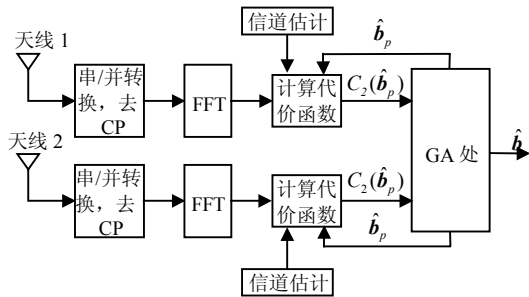 信道估计
天线 1
串/并转
换，去
CP
FFT
计算代
价函数
b̂ₚ
C₂(b̂ₚ)
GA 处
b̂
天线 2
串/并转
换，去
CP
FFT
计算代
价函数
C₂(b̂ₚ)
b̂ₚ
信道估计